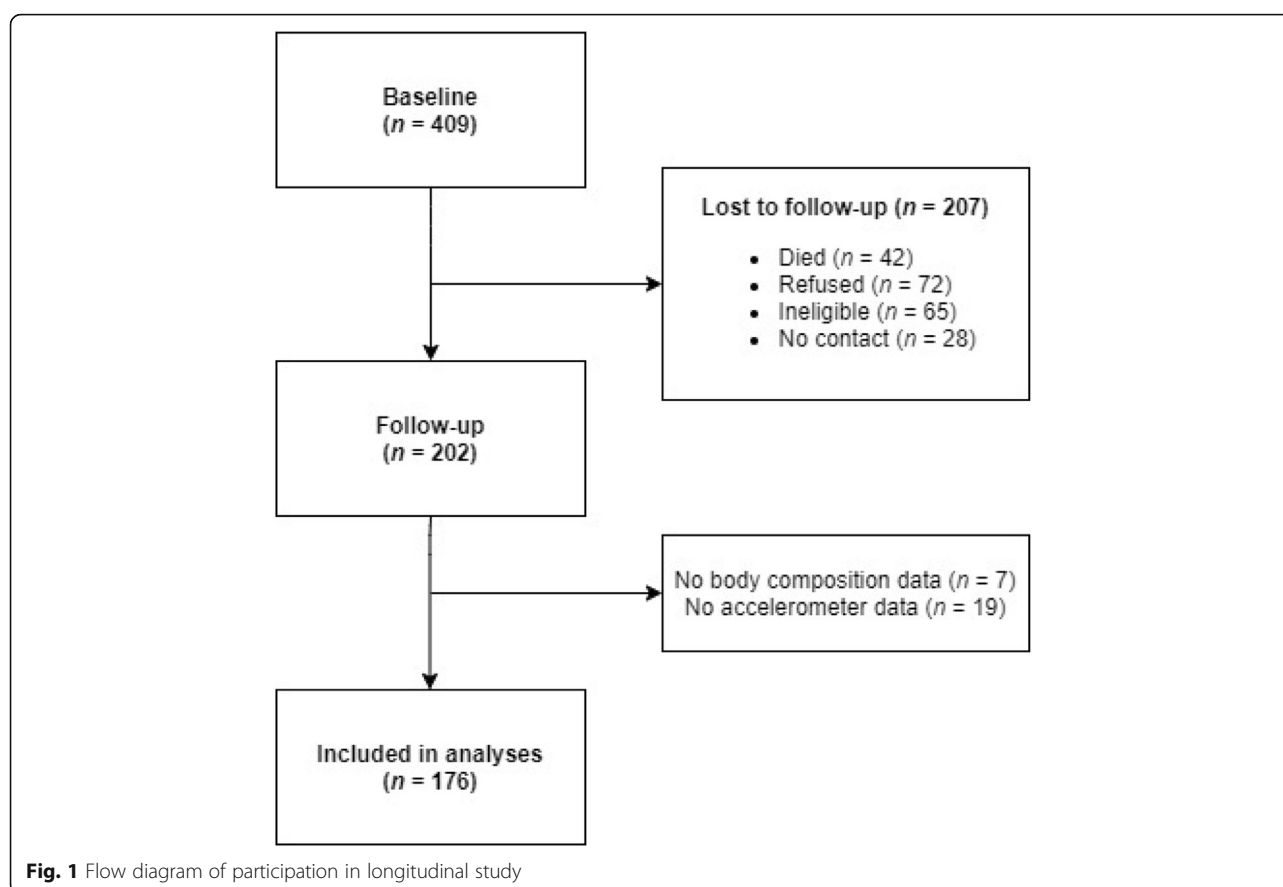 Baseline
(n = 409)
Lost to follow-up (n = 207)
• Died (n = 42)
• Refused (n = 72)
• Ineligible (n = 65)
• No contact (n = 28)
Follow-up
(n = 202)
No body composition data (n = 7)
No accelerometer data (n = 19)
Included in analyses
(n = 176)
Fig. 1 Flow diagram of participation in longitudinal study